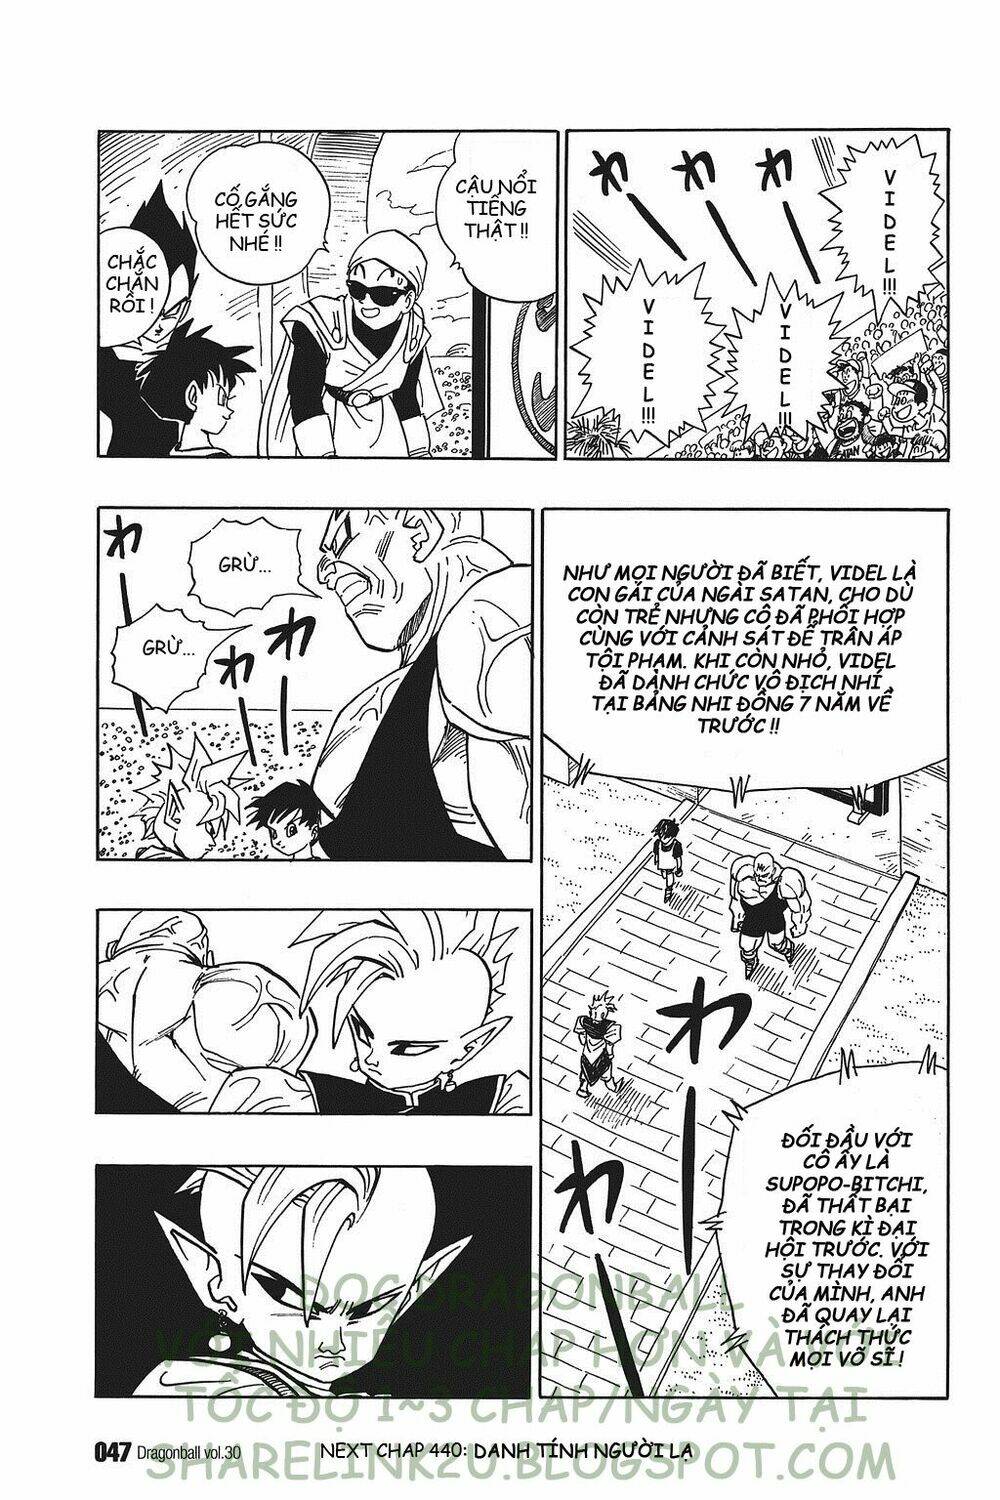 CẬU NỔI
TIẾNG
THẬT !!
CỐ GẮNG
HẾT SỨC
NHÉ !!
CHẮC
CHẮN
RỒI !
わ
わ
わ
VIDEL!!!
VIDEL!!!
VIDEL!!!
SATAN
わ
わ
GRỪ...
GRỪ...
NHƯ MỌI NGƯỜI ĐÃ BIẾT, VIDEL LÀ
CON GÁI CỦA NGÀI SATAN, CHO DÙ
CÒN TRẺ NHƯNG CÔ ĐÃ PHỐI HỢP
CÙNG VỚI CẢNH SÁT ĐỂ TRẤN ÁP
TỘI PHẠM. KHI CÒN NHỎ, VIDEL
ĐÃ DÀNH CHỨC VÔ ĐỊCH NHÍ
TẠI BẢNG NHI ĐỒNG 7 NĂM VỀ
TRƯỚC !!
わ
わ
ĐỐI ĐẦU VỚI
CÔ ẤY LÀ
SUPOPO-BITCHI,
ĐÃ THẤT BẠI
TRONG KÌ ĐẠI
HỘI TRƯỚC. VỚI
SỰ THAY ĐỔI
CỦA MÌNH, ANH
ĐÃ QUAY LẠI
THÁCH THỨC
MỌI VÕ SĨ !
ĐỌC DRAGONBALL
VỚI NHIỀU CHAP HƠN VÀ VỚI
TỐC ĐỘ 1~3 CHAP/NGÀY TẠI
SHARELINK2U.BLOGSPOT.COM
047 Dragonball vol.30
NEXT CHAP 440: DANH TÍNH NGƯỜI LẠ